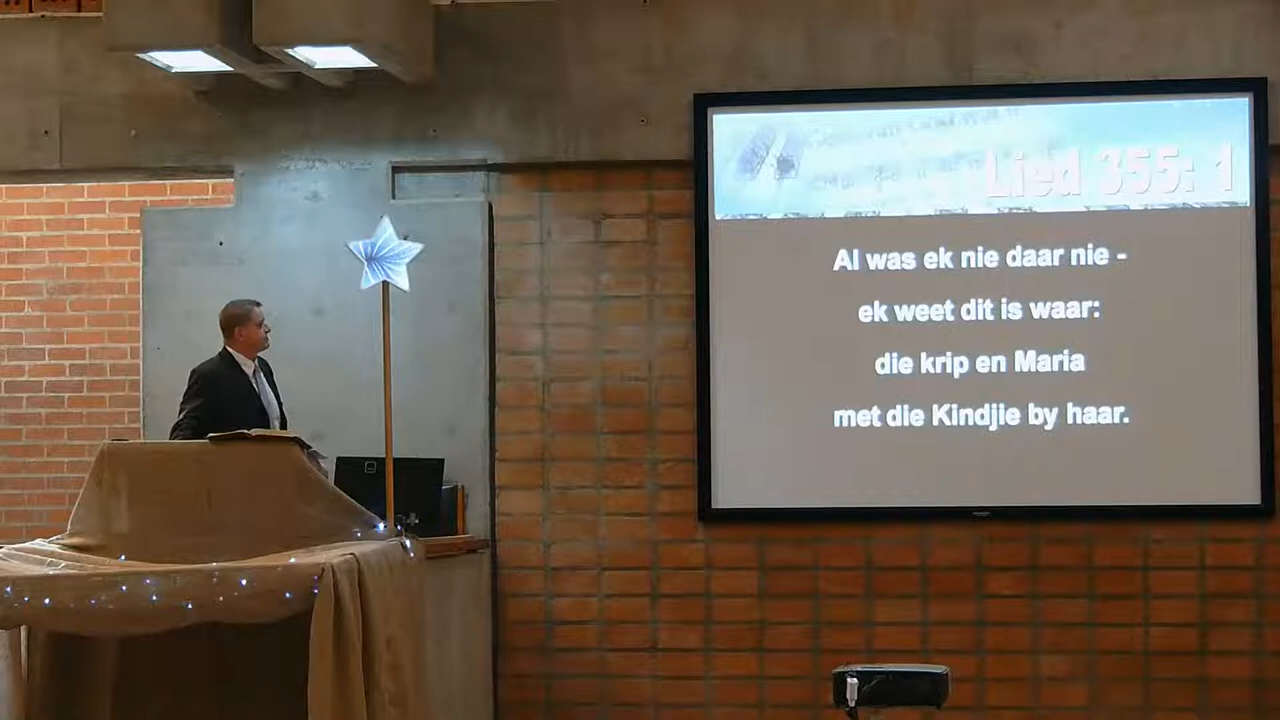 Lied 355: 1
Al was ek nie daar nie -
ek weet dit is waar:
die krip en Maria
met die Kindjie by haar.